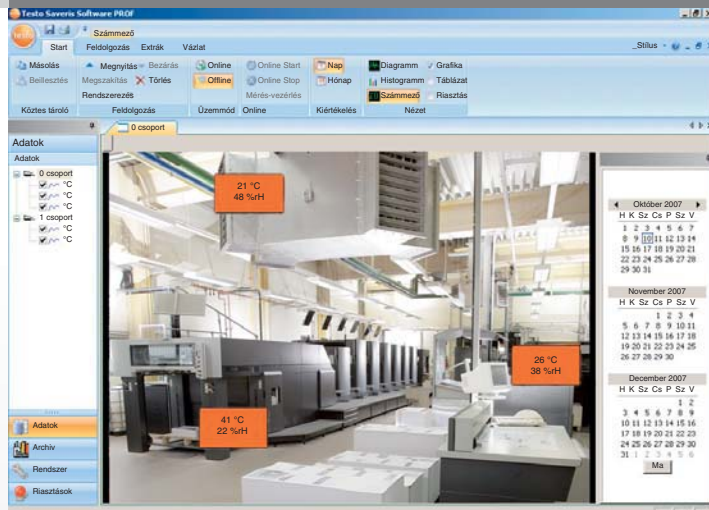 Testo Saveris Software PROF
Számmező
Start Feldolgozás Extrák Vázlat _Stílus
Másolás Megnyitás Bezárás Online Online Start Nap Diagramm Grafika
Beillesztés Megszakítás Törlés Offline Online Stop Hónap Histogramm Táblázat
Rendszerezés Mérés-vezérlés Számmező Riasztás
Köztes tároló Feldolgozás Üzemmód Online Kiértékelés Nézet
0 csoport
Adatok
Adatok
0 csoport
°C
°C
°C
1 csoport
°C
°C
21 °C
48 %rH
26 °C
38 %rH
41 °C
22 %rH
Október 2007
H K Sz Cs P Sz V
1 2 3 4 5 6 7
8 9 10 11 12 13 14
15 16 17 18 19 20 21
22 23 24 25 26 27 28
29 30 31
November 2007
H K Sz Cs P Sz V
1 2 3 4
5 6 7 8 9 10 11
12 13 14 15 16 17 18
19 20 21 22 23 24 25
26 27 28 29 30
December 2007
H K Sz Cs P Sz V
1 2
3 4 5 6 7 8 9
10 11 12 13 14 15 16
17 18 19 20 21 22 23
24 25 26 27 28 29 30
31 1 2 3 4 5 6
Ma
Adatok
Archiv
Rendszer
Riasztások